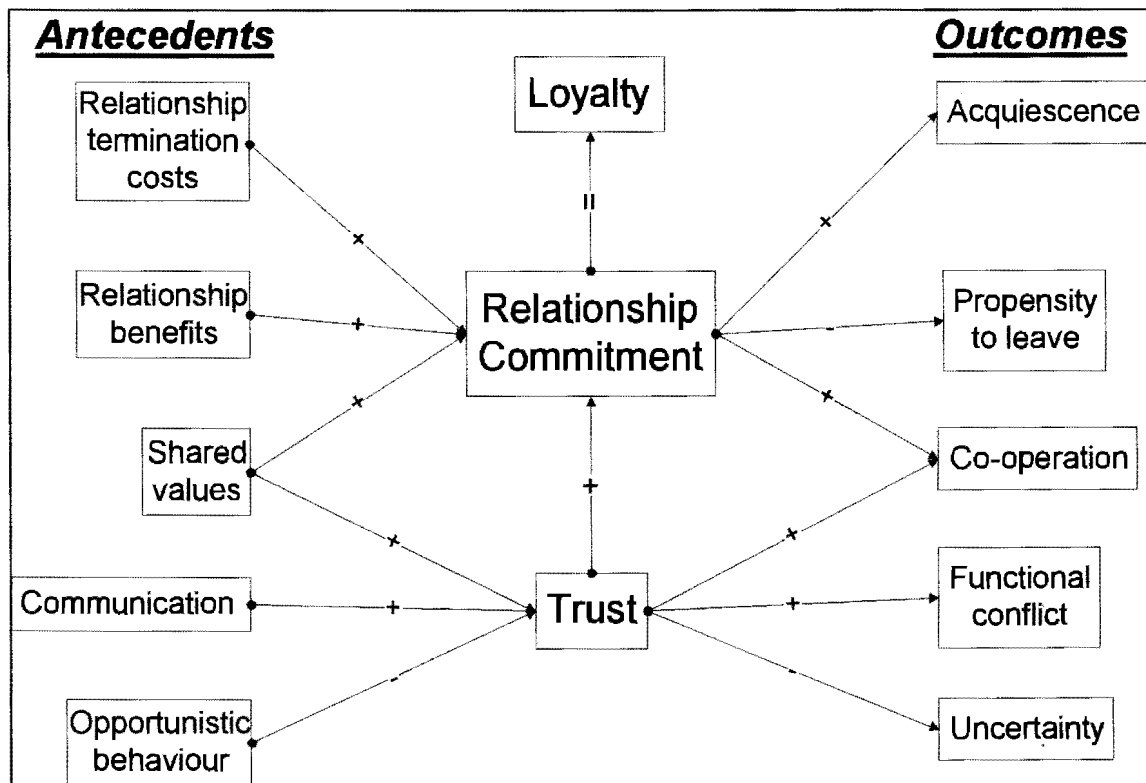 Antecedents
Outcomes
Relationship
termination
costs
Loyalty
Acquiescence
+
+
=
Relationship
benefits
+
Relationship
Commitment
-
Propensity
to leave
+
+
Shared
values
+
Co-operation
+
+
Communication
+
Trust
+
Functional
conflict
-
-
Opportunistic
behaviour
Uncertainty